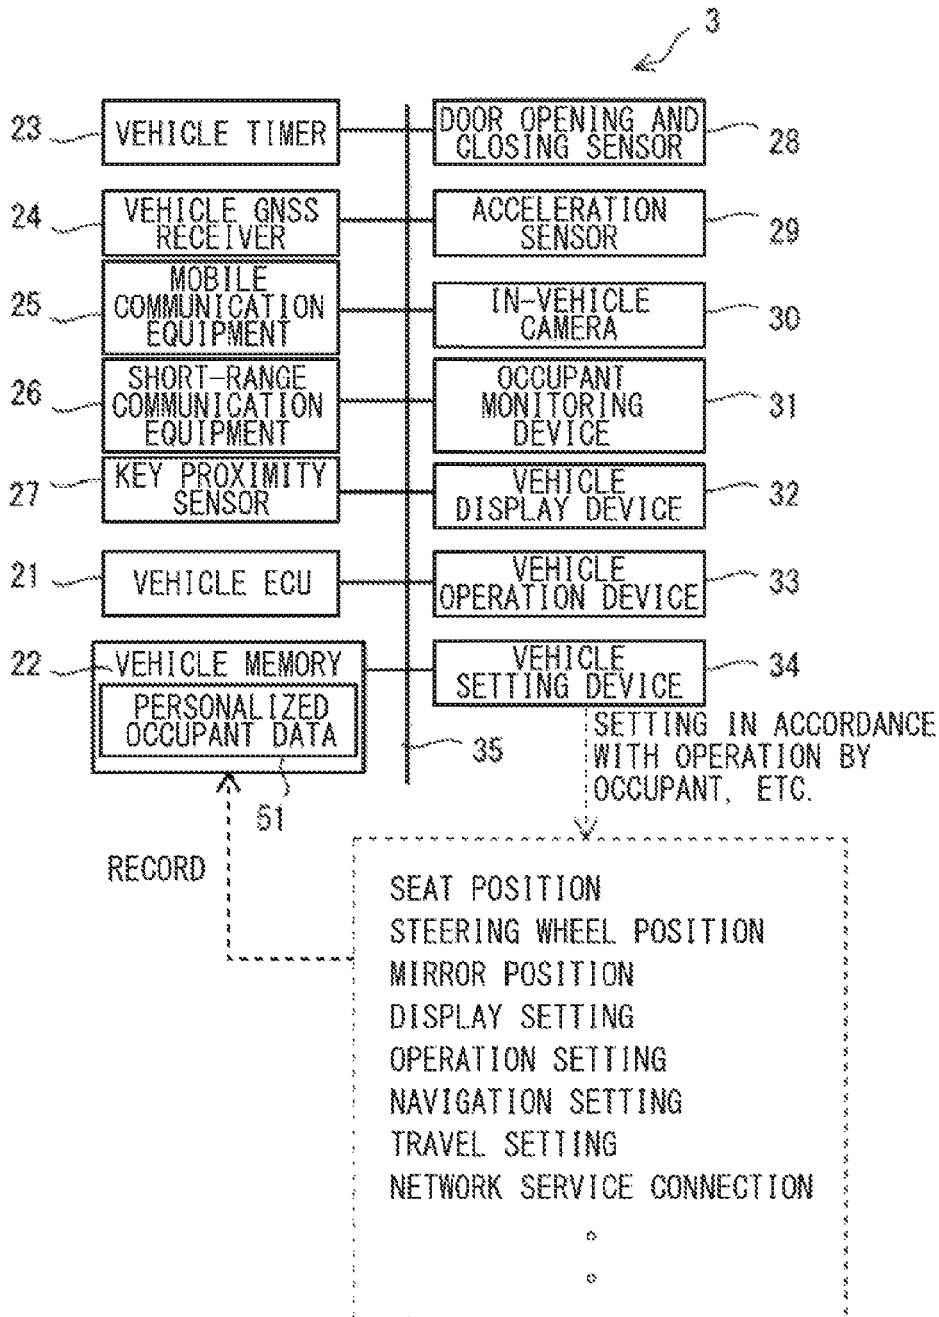 3
23
VEHICLE TIMER
DOOR OPENING AND
CLOSING SENSOR
28
24
VEHICLE GNSS
RECEIVER
ACCELERATION
SENSOR
29
25
MOBILE
COMMUNICATION
EQUIPMENT
IN-VEHICLE
CAMERA
30
26
SHORT-RANGE
COMMUNICATION
EQUIPMENT
OCCUPANT
MONITORING
DEVICE
31
27
KEY PROXIMITY
SENSOR
VEHICLE
DISPLAY DEVICE
32
21
VEHICLE ECU
VEHICLE
OPERATION DEVICE
33
22
VEHICLE MEMORY
PERSONALIZED
OCCUPANT DATA
51
VEHICLE
SETTING DEVICE
34
35
SETTING IN ACCORDANCE
WITH OPERATION BY
OCCUPANT, ETC.
RECORD
SEAT POSITION
STEERING WHEEL POSITION
MIRROR POSITION
DISPLAY SETTING
OPERATION SETTING
NAVIGATION SETTING
TRAVEL SETTING
NETWORK SERVICE CONNECTION